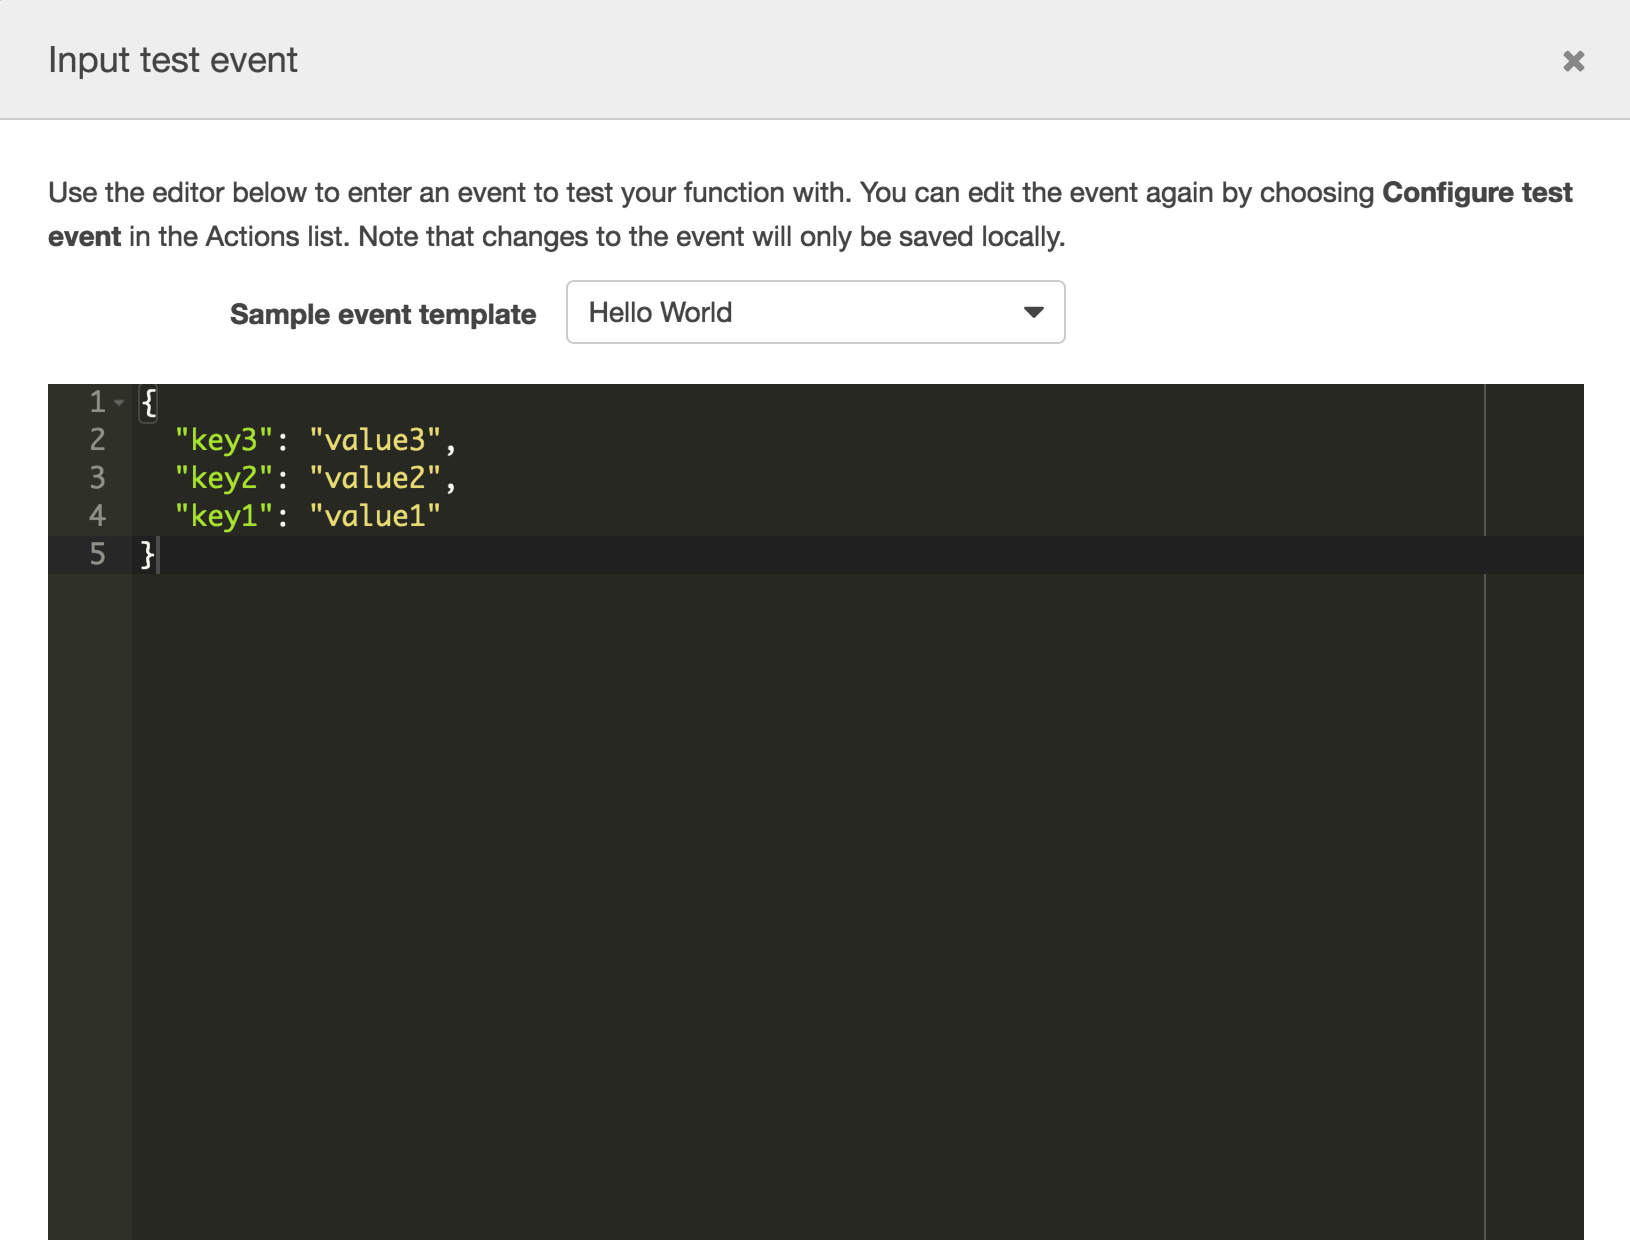 Input test event
Use the editor below to enter an event to test your function with. You can edit the event again by choosing Configure test
event in the Actions list. Note that changes to the event will only be saved locally.
Sample event template Hello World
1 {
2 "key3": "value3",
3 "key2": "value2",
4 "key1": "value1"
5 }